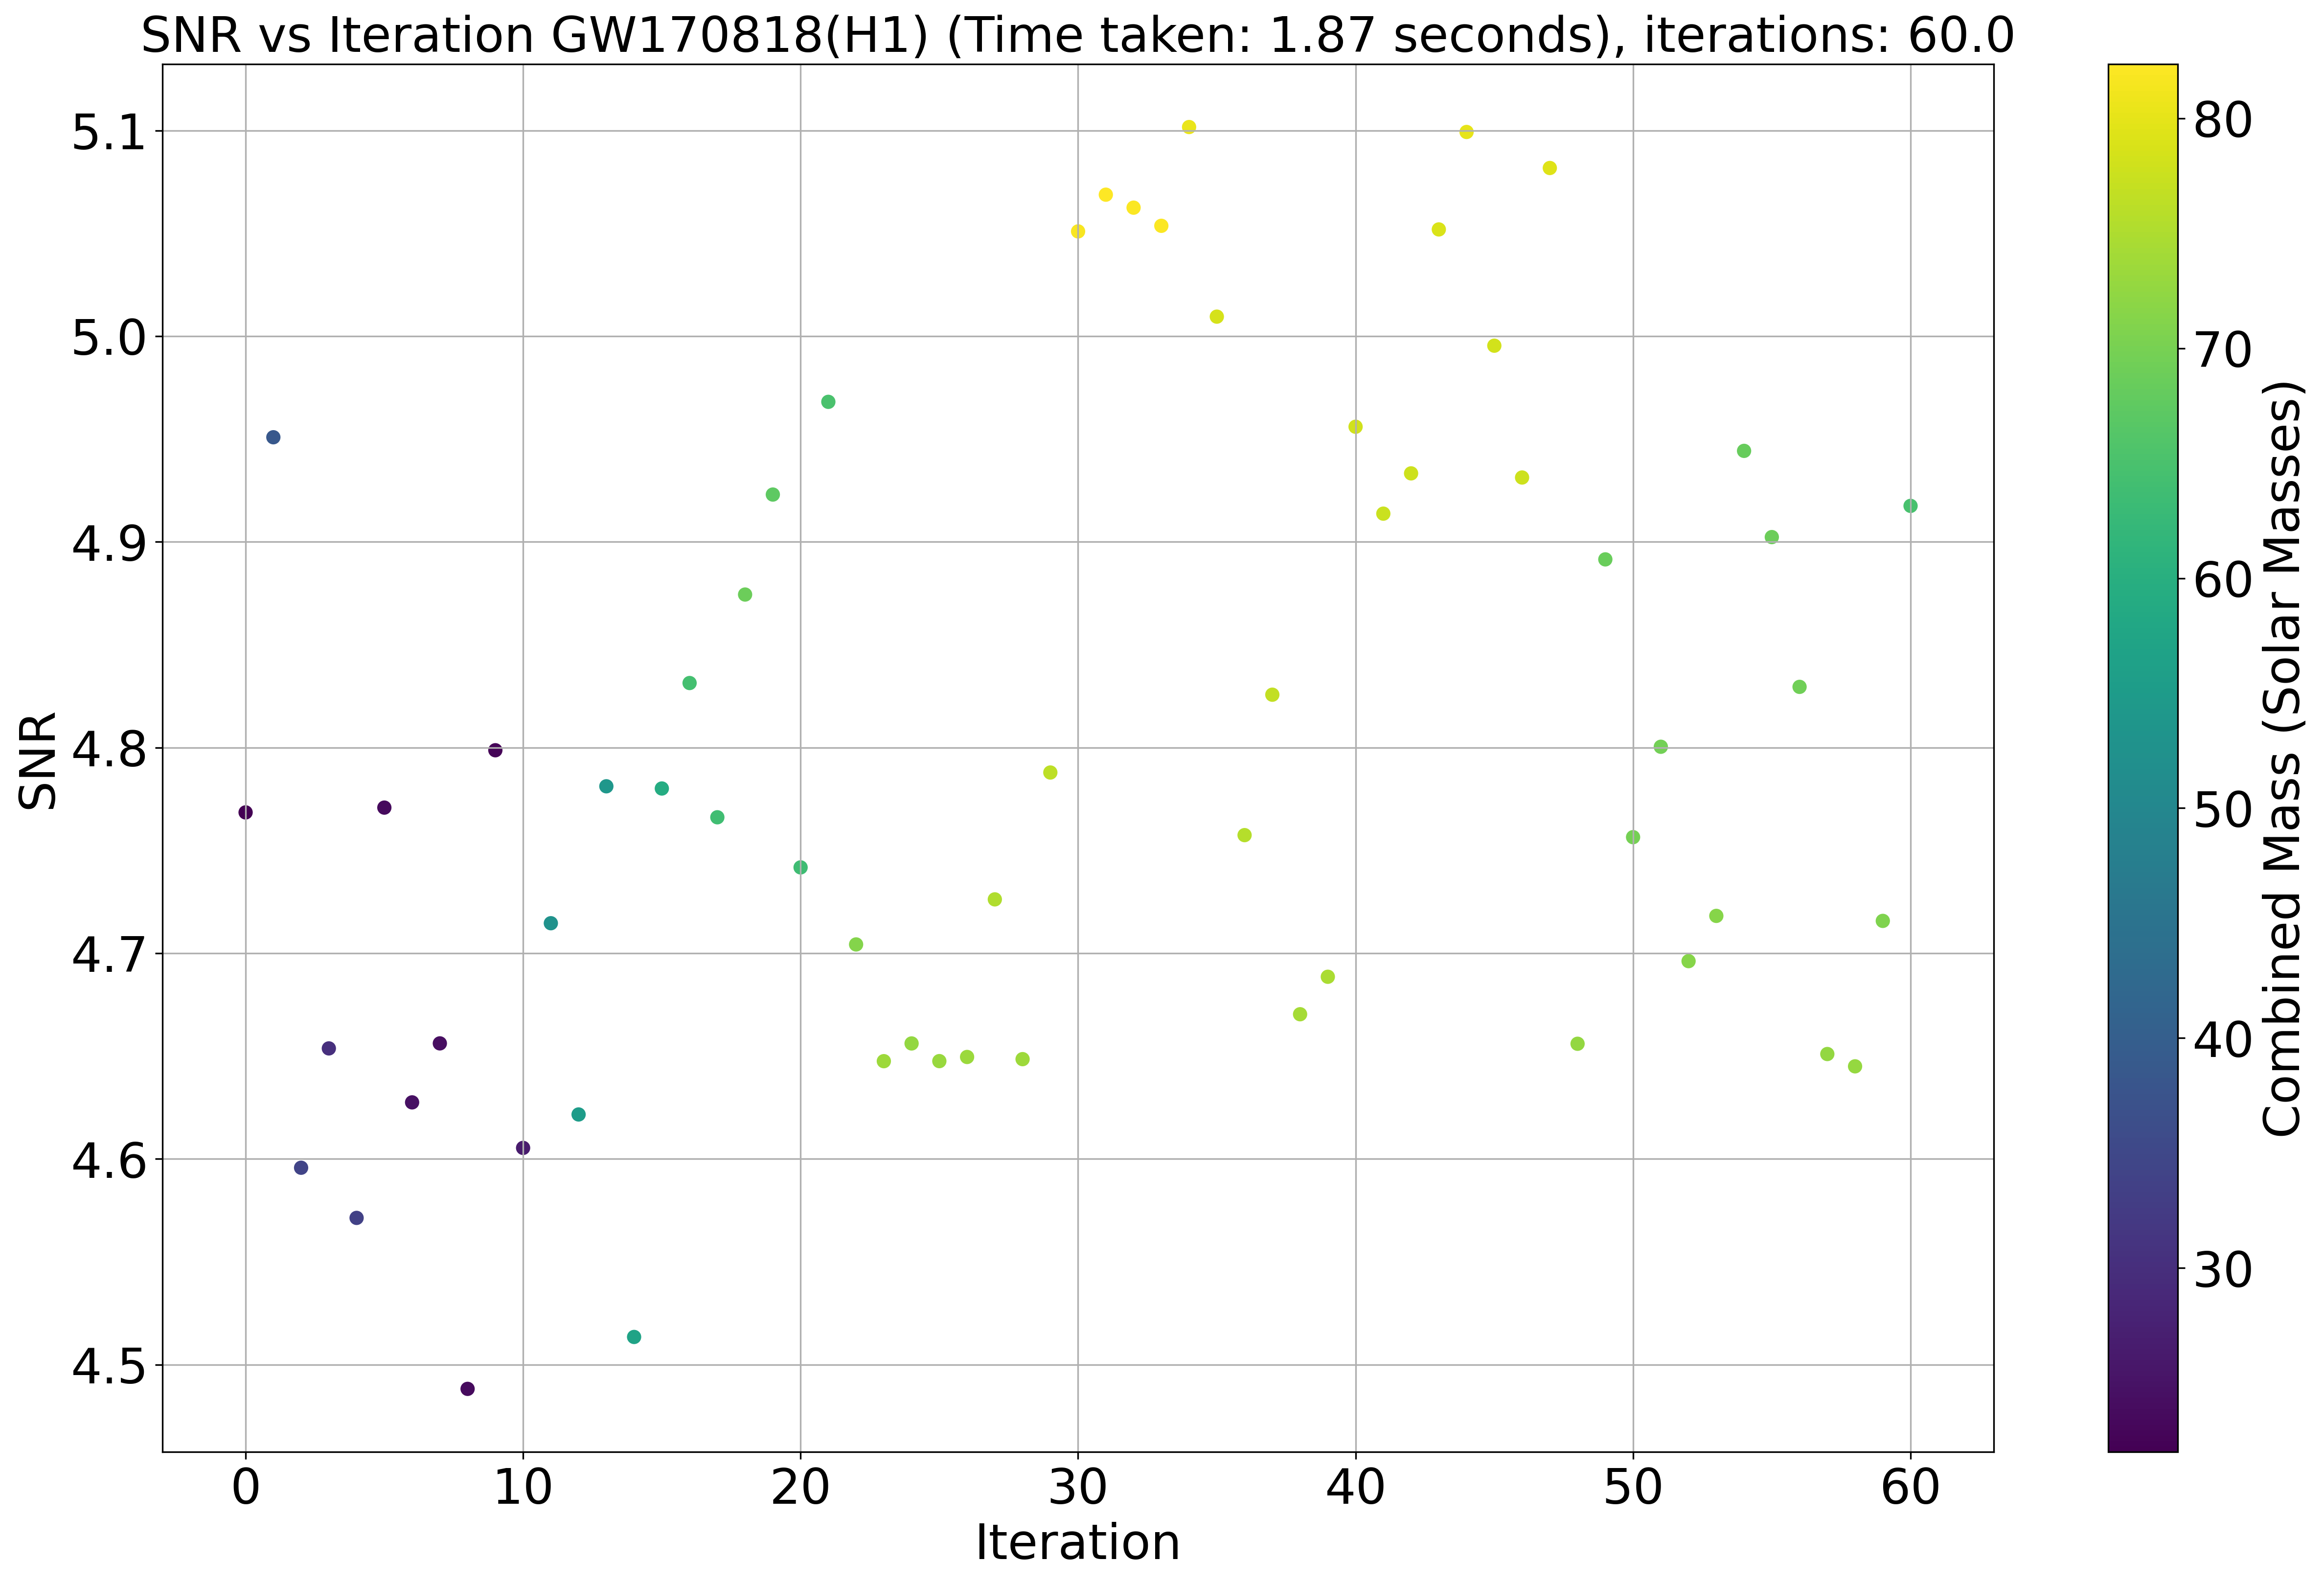 SNR vs Iteration GW170818(H1) (Time taken: 1.87 seconds), iterations: 60.0
5.1
5.0
4.9
4.8
4.7
4.6
4.5
SNR
0 10 20 30 40 50 60
Iteration
80
70
60
50
40
30
Combined Mass (Solar Masses)